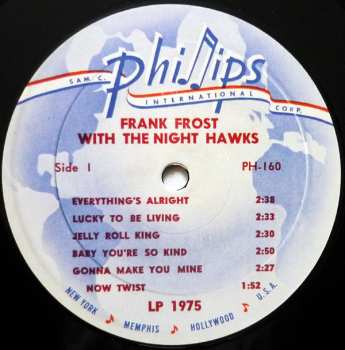 SAM C. Phillips INTERNATIONAL CORP.
FRANK FROST
WITH THE NIGHT HAWKS
Side 1 PH-160
EVERYTHING'S ALRIGHT 2:38
LUCKY TO BE LIVING 2:33
JELLY ROLL KING 2:30
BABY YOU'RE SO KIND 2:50
GONNA MAKE YOU MINE 2:27
NOW TWIST 1:52
LP 1975
NEW YORK MEMPHIS HOLLYWOOD U.S.A.